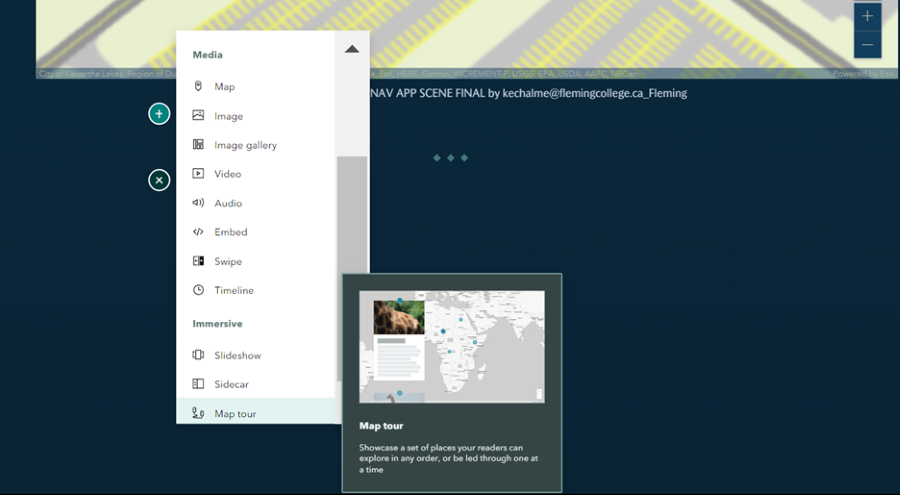 City of Kawartha Lakes, Region of Du
e, Esri, HERE, Garmin, INCREMENT P, USGS, EPA, USDA, AAFC, NRCan
Powered by Esri
NAV APP SCENE FINAL by kechalme@flemingcollege.ca_Fleming
Media
Map
Image
Image gallery
Video
Audio
Embed
Swipe
Timeline
Immersive
Slideshow
Sidecar
Map tour
Map tour
Showcase a set of places your readers can
explore in any order, or be led through one at
a time